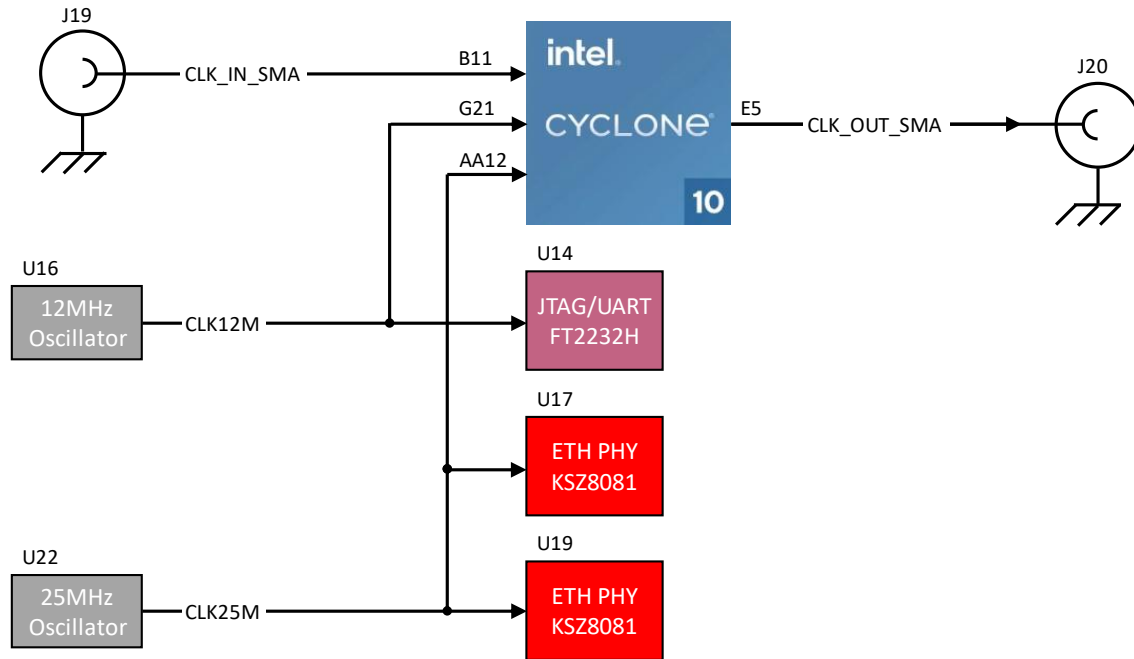 J19
CLK_IN_SMA
B11
G21
AA12
intel.
CYCLONE
10
E5
CLK_OUT_SMA
J20
U16
12MHz
Oscillator
CLK12M
U14
JTAG/UART
FT2232H
U17
ETH PHY
KSZ8081
U22
25MHz
Oscillator
CLK25M
U19
ETH PHY
KSZ8081